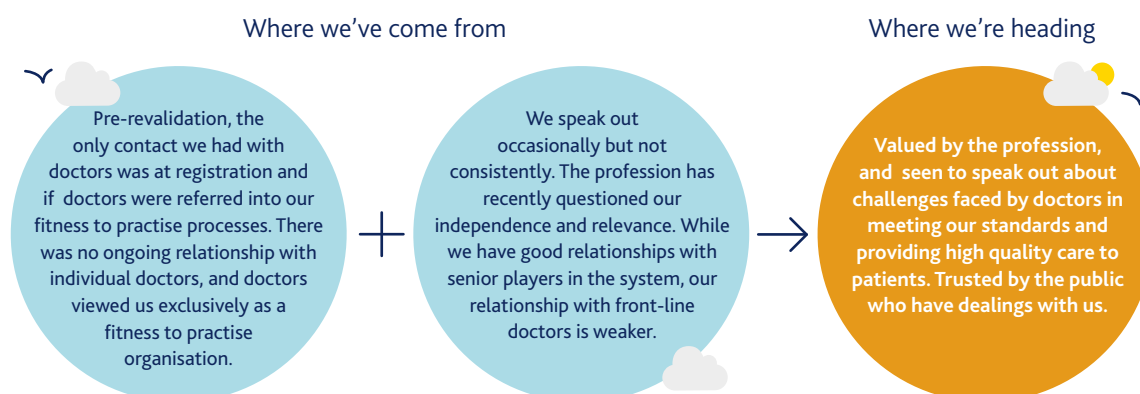 Where we've come from
Where we're heading
Pre-revalidation, the
only contact we had with
doctors was at registration and
if doctors were referred into our
fitness to practise processes. There
was no ongoing relationship with
individual doctors, and doctors
viewed us exclusively as a
fitness to practise
organisation.
We speak out
occasionally but not
consistently. The profession has
recently questioned our
independence and relevance. While
we have good relationships with
senior players in the system, our
relationship with front-line
doctors is weaker.
Valued by the profession,
and seen to speak out about
challenges faced by doctors in
meeting our standards and
providing high quality care to
patients. Trusted by the public
who have dealings with us.